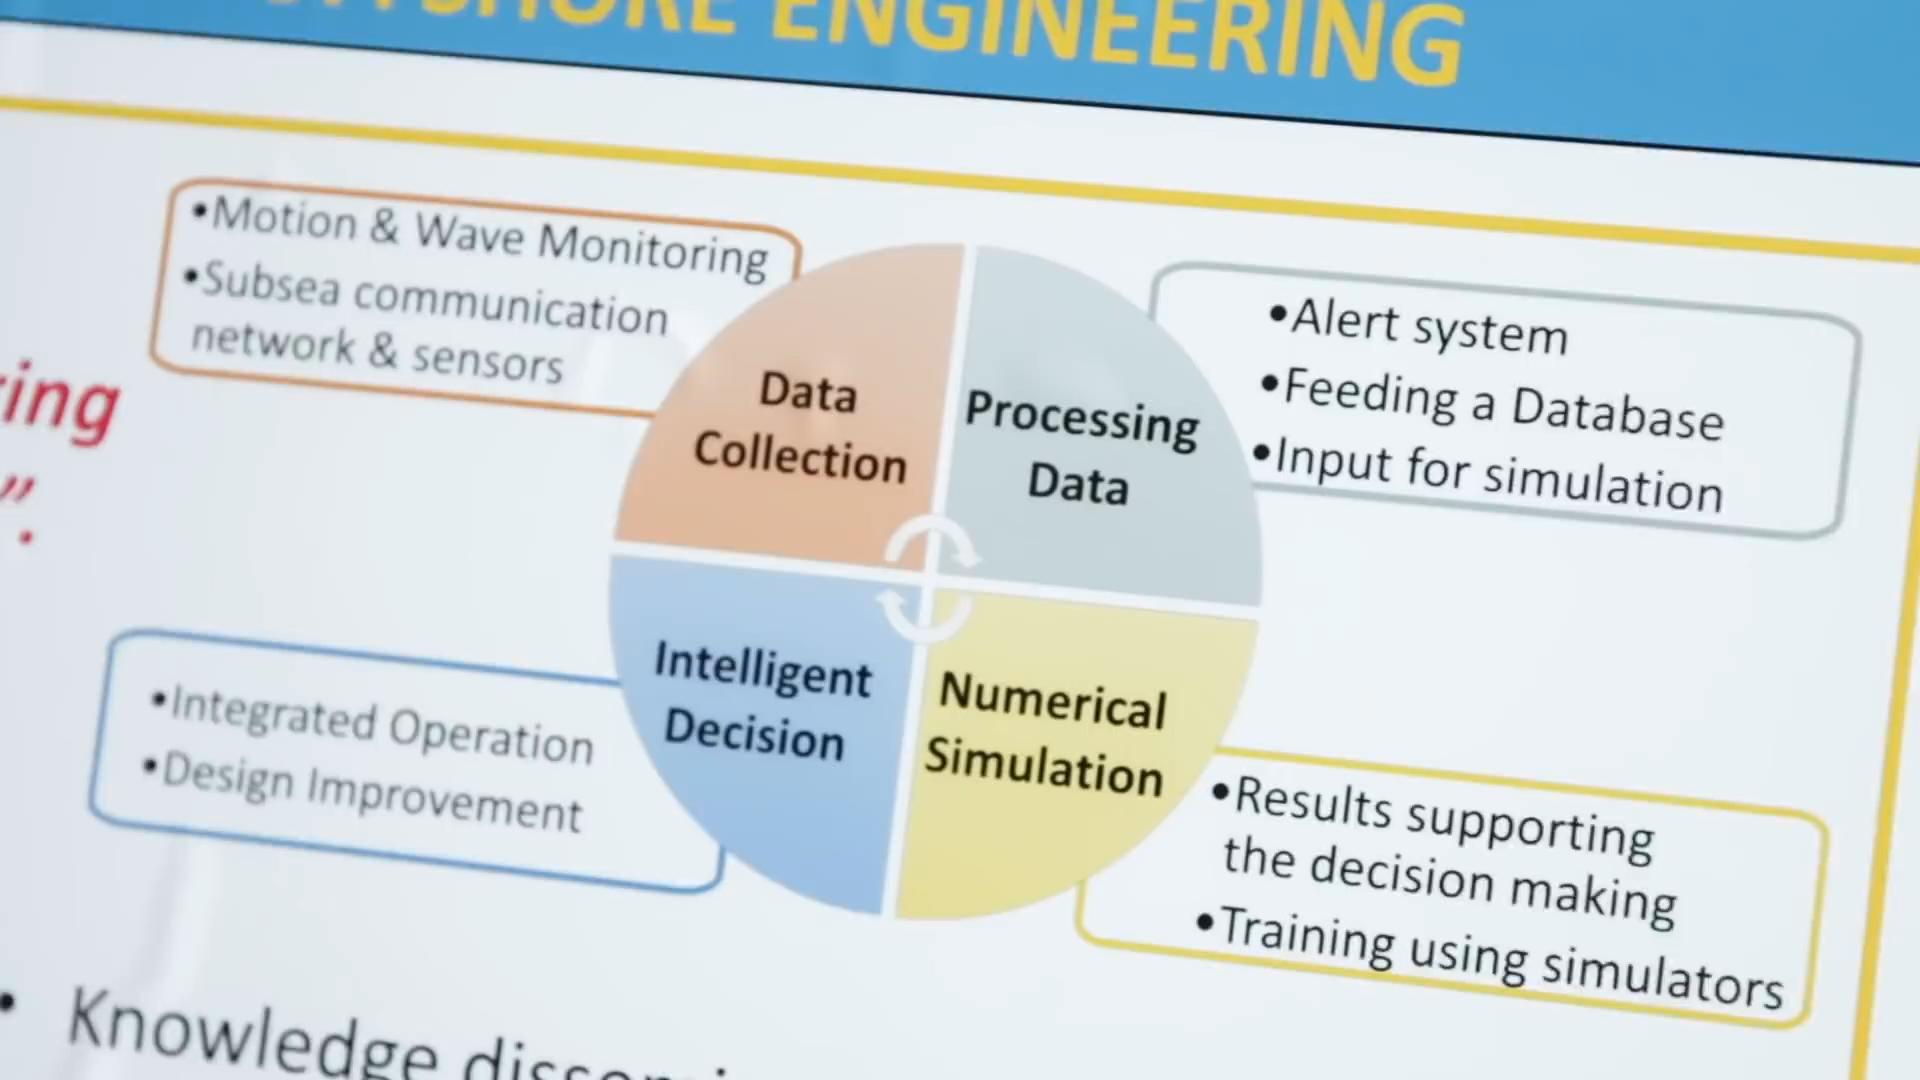 ENGINEERING
•Motion & Wave Monitoring
•Subsea communication
network & sensors
Data
Collection
Processing
Data
•Alert system
•Feeding a Database
•Input for simulation
”.
Intelligent
Decision
Numerical
Simulation
•Integrated Operation
•Design Improvement
•Results supporting
the decision making
•Training using simulators
• Knowledge